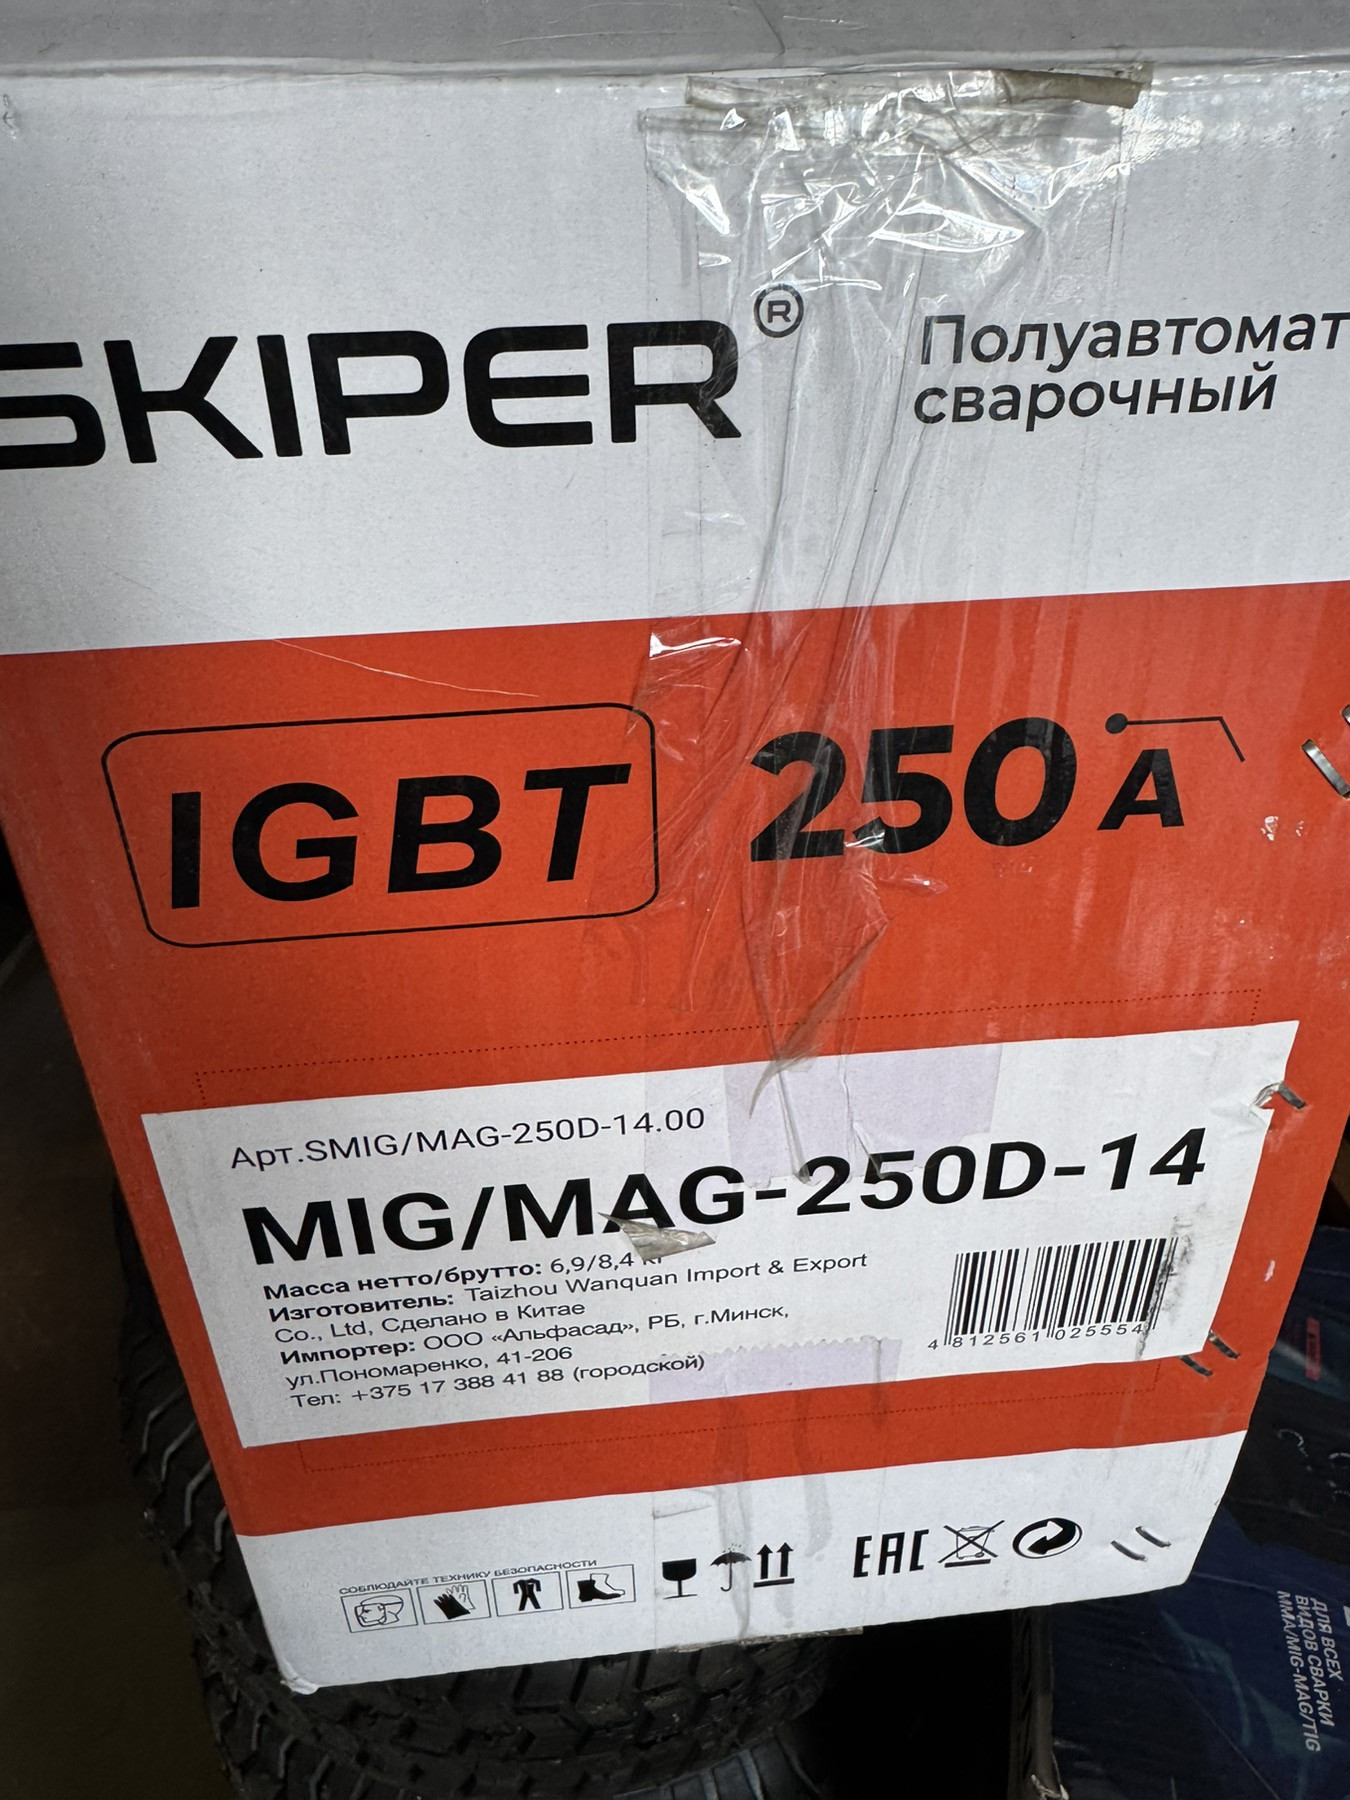 SKIPER®
Полуавтомат
сварочный
IGBT
250 A
Арт.SMIG/MAG-250D-14.00
MIG/MAG-250D-14
Масса нетто/брутто: 6,9/8,4 кг
Изготовитель: Taizhou Wanquan Import & Export
Co., Ltd, Сделано в Китае
Импортер: ООО «Альфасад», РБ, г.Минск,
ул.Пономаренко, 41-206
Тел: +375 17 388 41 88 (городской)
4 812561 025554
СОБЛЮДАЙТЕ ТЕХНИКУ БЕЗОПАСНОСТИ
EAC
ДЛЯ ВСЕХ
ВИДОВ СВАРКИ
MMA/MIG-MAG/TIG